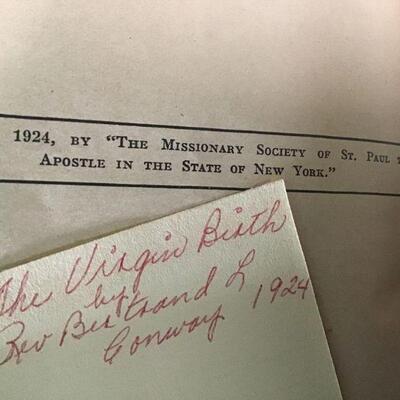 1924, BY "THE MISSIONARY SOCIETY OF ST. PAUL
APOSTLE IN THE STATE OF NEW YORK."
The Virgin Birth
by
Rev Bertrand L
Conway 1924